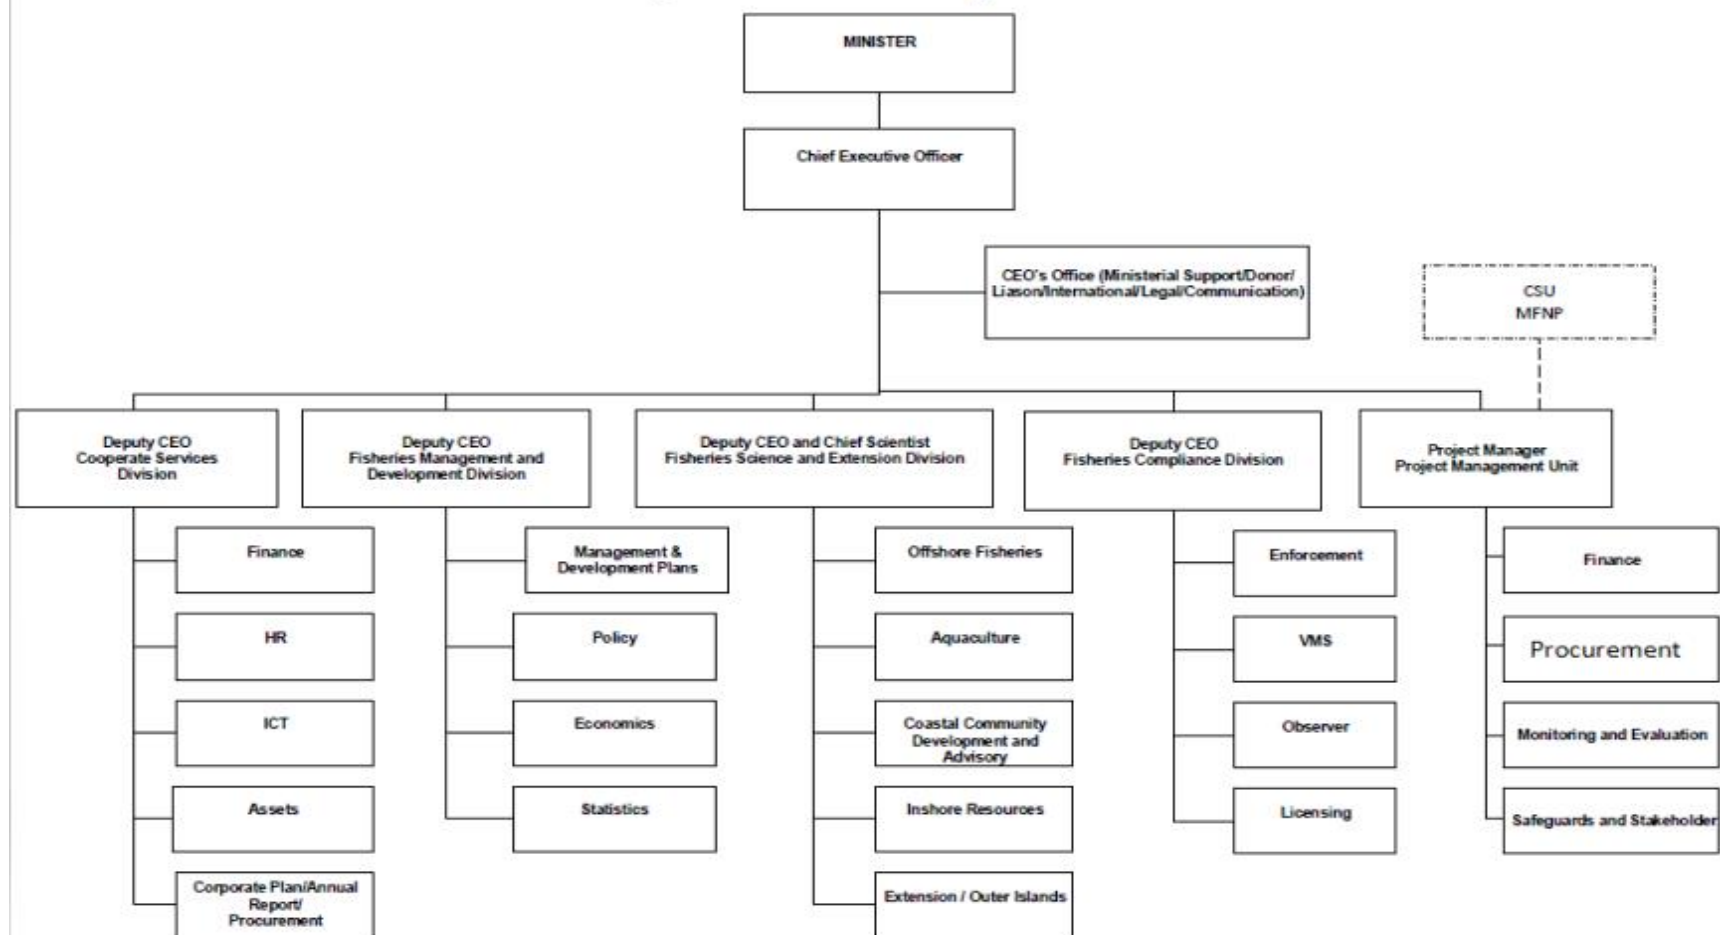 MINISTER
Chief Executive Officer
CEO's Office (Ministerial Support/Donor/
Liason/International/Legal/Communication)
CSU
MFNP
Deputy CEO
Cooperate Services
Division
Deputy CEO
Fisheries Management and
Development Division
Deputy CEO and Chief Scientist
Fisheries Science and Extension Division
Deputy CEO
Fisheries Compliance Division
Project Manager
Project Management Unit
Finance
HR
ICT
Assets
Corporate Plan/Annual
Report/
Procurement
Management &
Development Plans
Policy
Economics
Statistics
Offshore Fisheries
Aquaculture
Coastal Community
Development and
Advisory
Inshore Resources
Extension / Outer Islands
Enforcement
VMS
Observer
Licensing
Finance
Procurement
Monitoring and Evaluation
Safeguards and Stakeholder